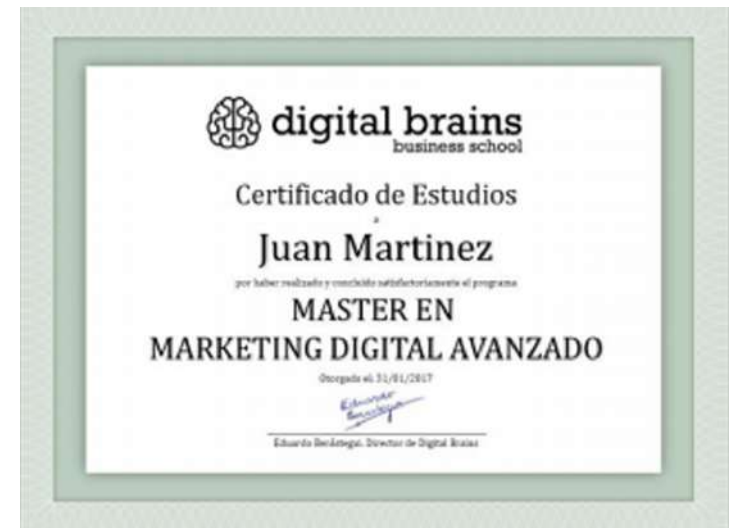 digital brains
business school
Certificado de Estudios
a
Juan Martinez
por haber realizado y concluido satisfactoriamente el programa
MASTER EN
MARKETING DIGITAL AVANZADO
Otorgado el: 31/01/2017
Eduardo
Eduardo Director de Digital Brains